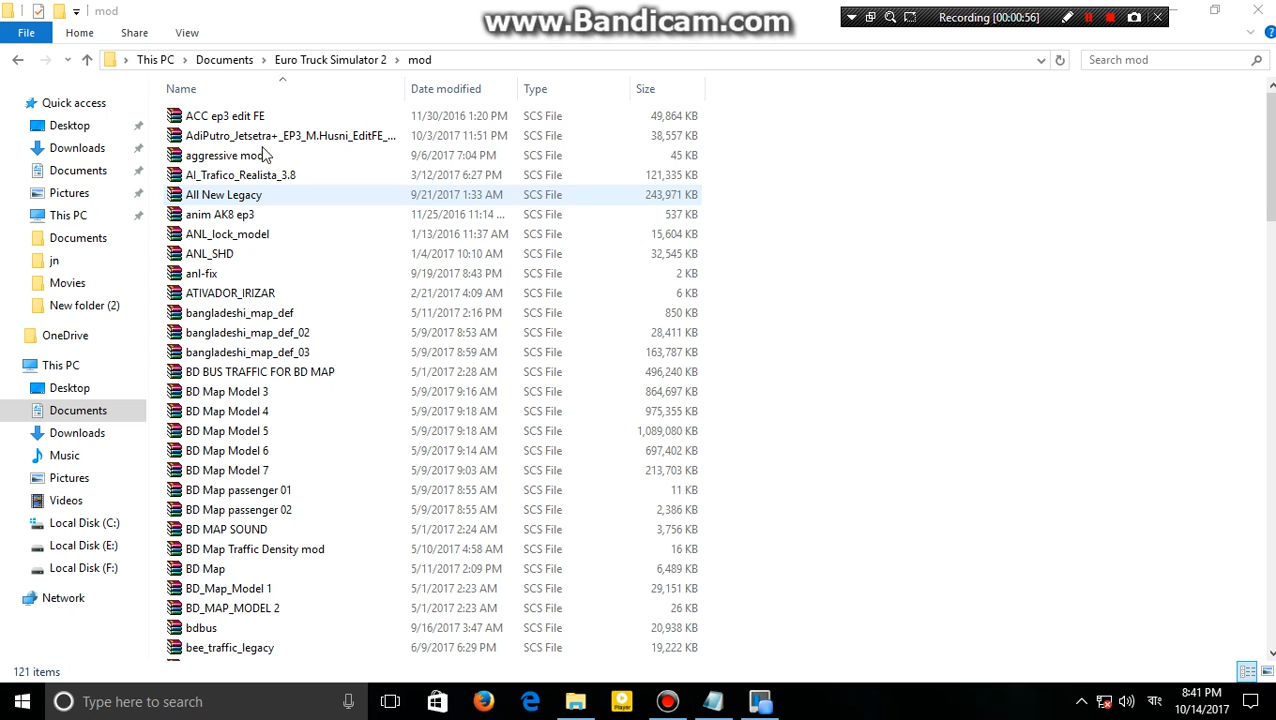 mod
www.Bandicam.com
Recording [00:00:56]
File Home Share View
This PC Documents Euro Truck Simulator 2 mod
Search mod
Name Date modified Type Size
Quick access
Desktop
Downloads
Documents
Pictures
This PC
Documents
jn
Movies
New folder (2)
OneDrive
This PC
Desktop
Documents
Downloads
Music
Pictures
Videos
Local Disk (C:)
Local Disk (E:)
Local Disk (F:)
Network
ACC ep3 edit FE 11/30/2016 1:20 PM SCS File 49,864 KB
AdiPutro_Jetsetra+_EP3_M.Husni_EditFE_... 10/3/2017 11:51 PM SCS File 38,557 KB
aggressive mod 9/6/2017 7:04 PM SCS File 45 KB
AI_Trafico_Realista_3.8 3/12/2017 6:27 PM SCS File 121,335 KB
All New Legacy 9/21/2017 1:33 AM SCS File 243,971 KB
anim AK8 ep3 11/25/2016 11:14 ... SCS File 537 KB
ANL_lock_model 1/13/2016 11:37 AM SCS File 15,604 KB
ANL_SHD 1/4/2017 10:10 AM SCS File 32,545 KB
anl-fix 9/19/2017 8:43 PM SCS File 2 KB
ATIVADOR_IRIZAR 2/21/2017 4:09 AM SCS File 6 KB
bangladeshi_map_def 5/11/2017 2:16 PM SCS File 850 KB
bangladeshi_map_def_02 5/9/2017 8:53 AM SCS File 28,411 KB
bangladeshi_map_def_03 5/9/2017 8:59 AM SCS File 163,787 KB
BD BUS TRAFFIC FOR BD MAP 5/1/2017 2:28 AM SCS File 496,240 KB
BD Map Model 3 5/9/2017 9:16 AM SCS File 864,697 KB
BD Map Model 4 5/9/2017 9:18 AM SCS File 975,355 KB
BD Map Model 5 5/9/2017 9:18 AM SCS File 1,089,080 KB
BD Map Model 6 5/9/2017 9:14 AM SCS File 697,402 KB
BD Map Model 7 5/9/2017 9:03 AM SCS File 213,703 KB
BD Map passenger 01 5/9/2017 8:55 AM SCS File 11 KB
BD Map passenger 02 5/9/2017 8:55 AM SCS File 2,386 KB
BD MAP SOUND 5/1/2017 2:24 AM SCS File 3,756 KB
BD Map Traffic Density mod 5/10/2017 4:58 AM SCS File 16 KB
BD Map 5/11/2017 2:09 PM SCS File 6,489 KB
BD_Map_Model 1 5/1/2017 2:23 AM SCS File 29,151 KB
BD_MAP_MODEL 2 5/1/2017 2:23 AM SCS File 26 KB
bdbus 9/16/2017 3:47 AM SCS File 20,938 KB
bee_traffic_legacy 6/9/2017 6:29 PM SCS File 19,222 KB
121 items
Type here to search
Player
বাং
8:41 PM
10/14/2017